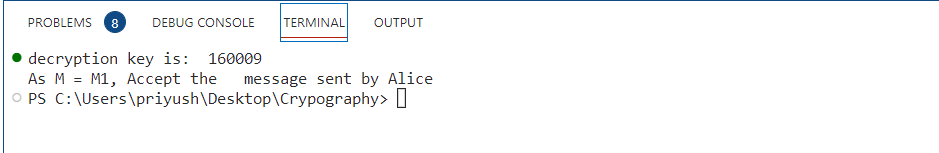 PROBLEMS 8 DEBUG CONSOLE TERMINAL OUTPUT
decryption key is:  160009
As M = M1, Accept the   message sent by Alice
PS C:\Users\priyush\Desktop\Crypography>